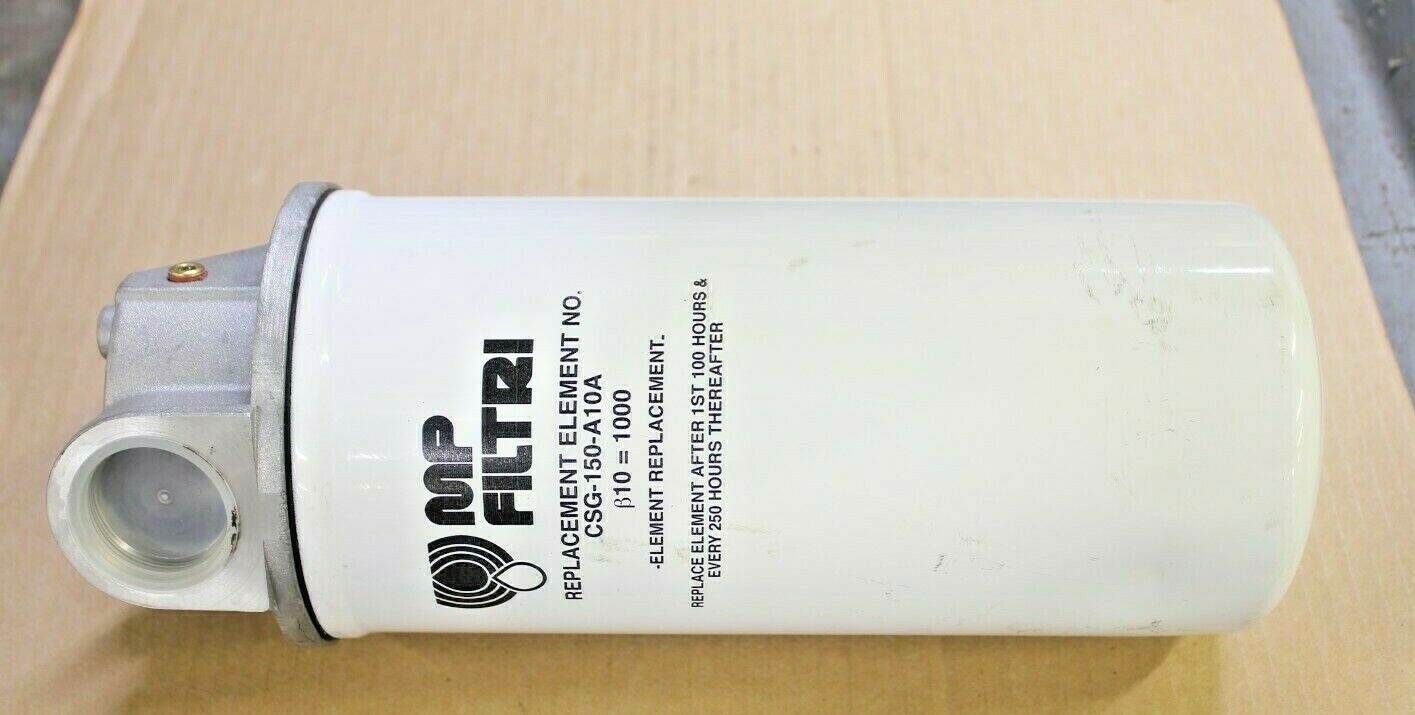 MP
FILTRI
REPLACEMENT ELEMENT NO.
CSG-150-A10A
β10 = 1000
-ELEMENT REPLACEMENT.
REPLACE ELEMENT AFTER 1ST 100 HOURS &
EVERY 250 HOURS THEREAFTER